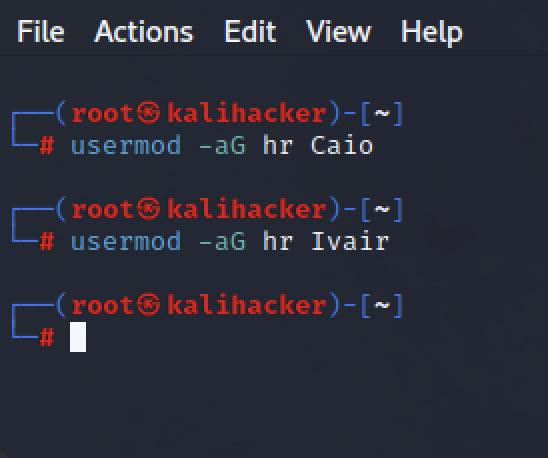 File Actions Edit View Help
┌──(root㉿kalihacker)-[~]
└─# usermod -aG hr Caio
┌──(root㉿kalihacker)-[~]
└─# usermod -aG hr Ivair
┌──(root㉿kalihacker)-[~]
└─#